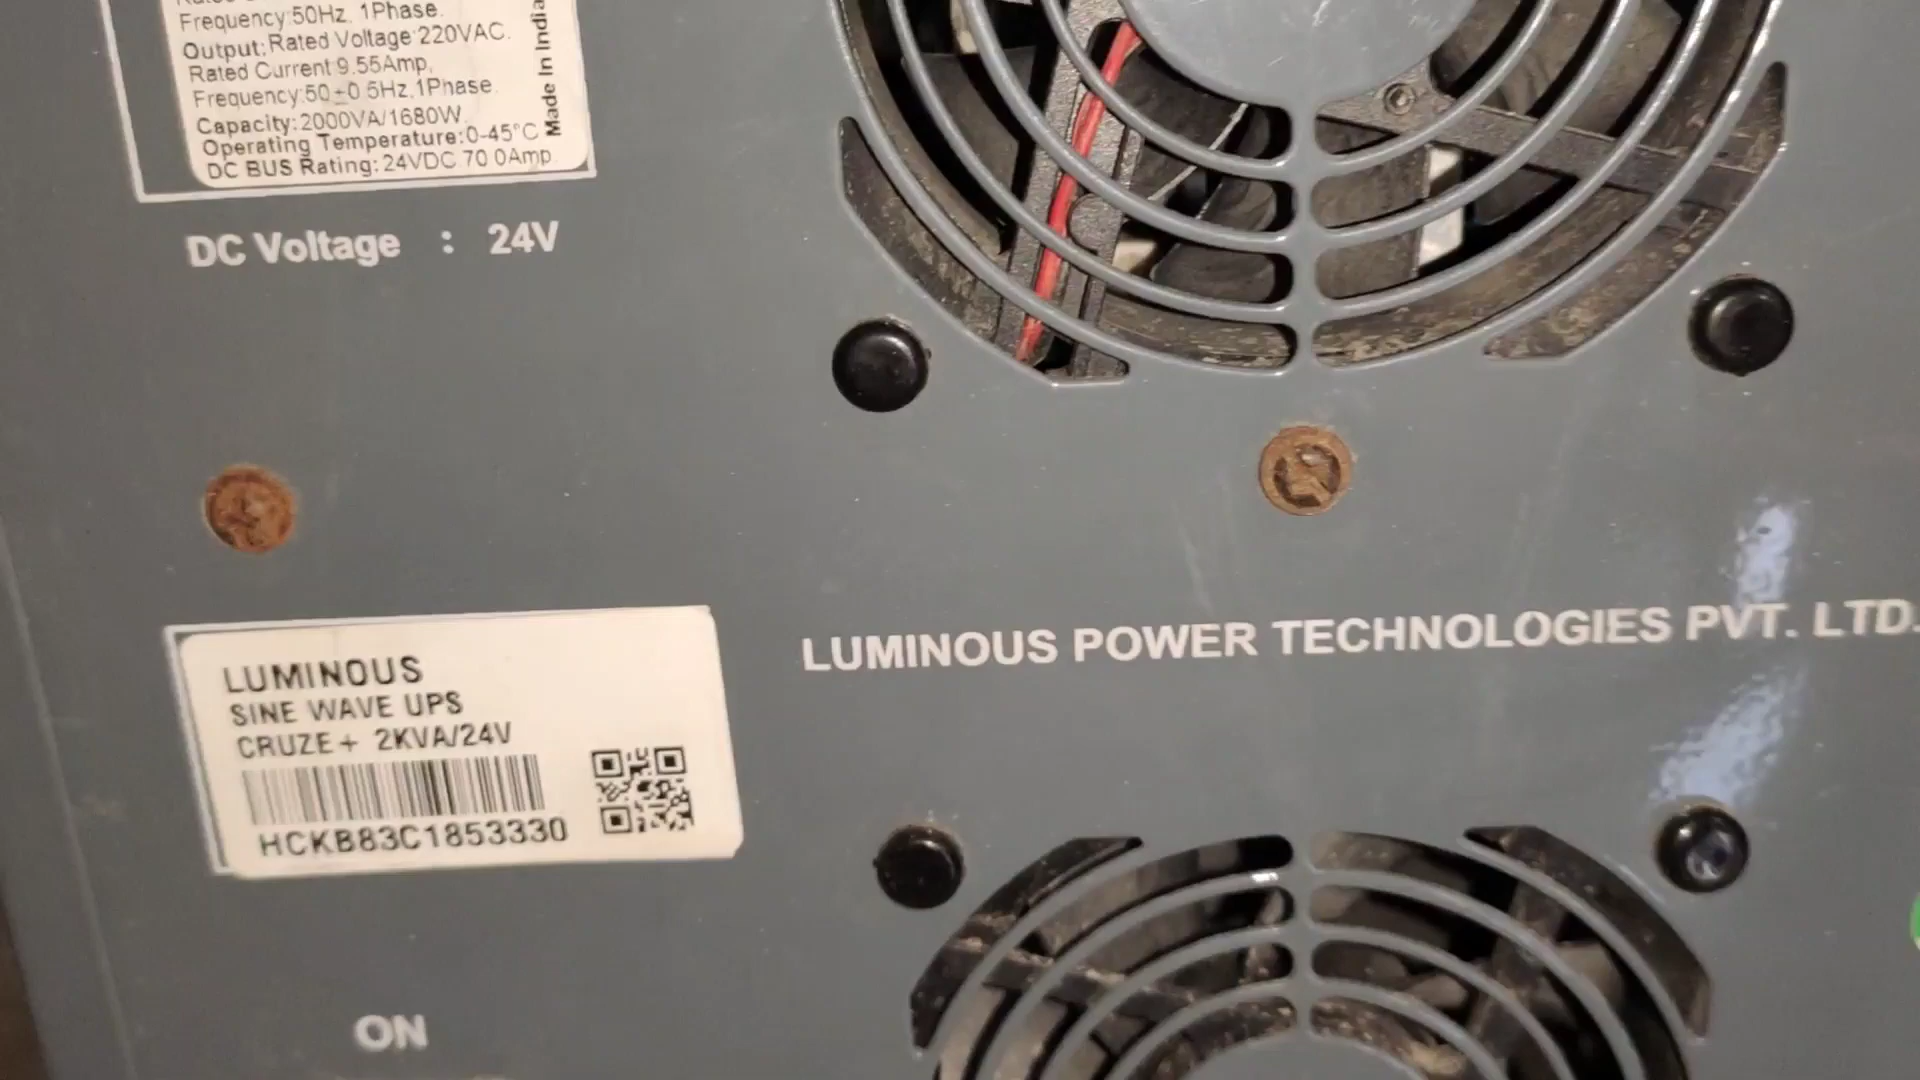 Frequency:50Hz, 1Phase.
Output:Rated Voltage:220VAC.
Rated Current:9.55Amp,
Frequency:50±0.5Hz,1Phase.
Capacity:2000VA/1680W.
Operating Temperature:0-45°C
DC BUS Rating:24VDC 70.0Amp.
Made In India
DC Voltage : 24V
LUMINOUS POWER TECHNOLOGIES PVT. LTD.
LUMINOUS
SINE WAVE UPS
CRUZE+ 2KVA/24V
HCKB83C1853330
ON